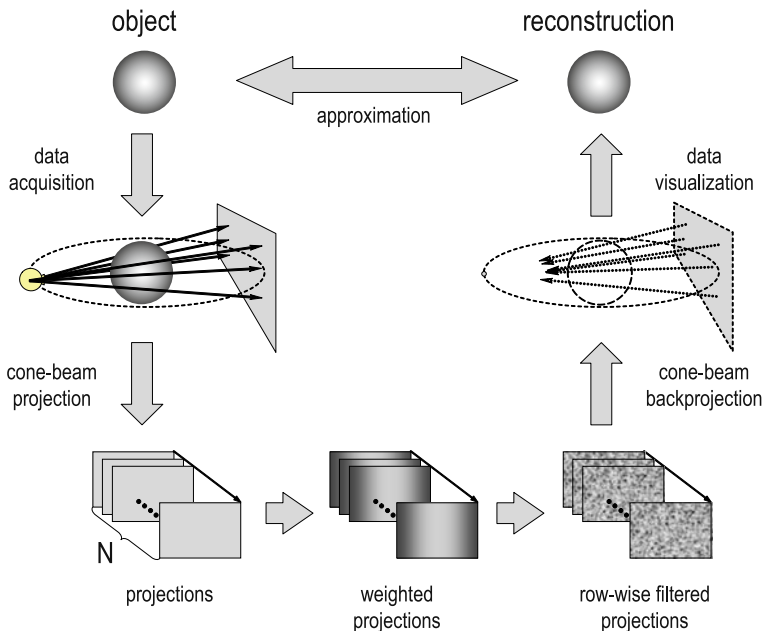 object
reconstruction
approximation
data
acquisition
data
visualization
cone-beam
projection
cone-beam
backprojection
N
projections
weighted
projections
row-wise filtered
projections